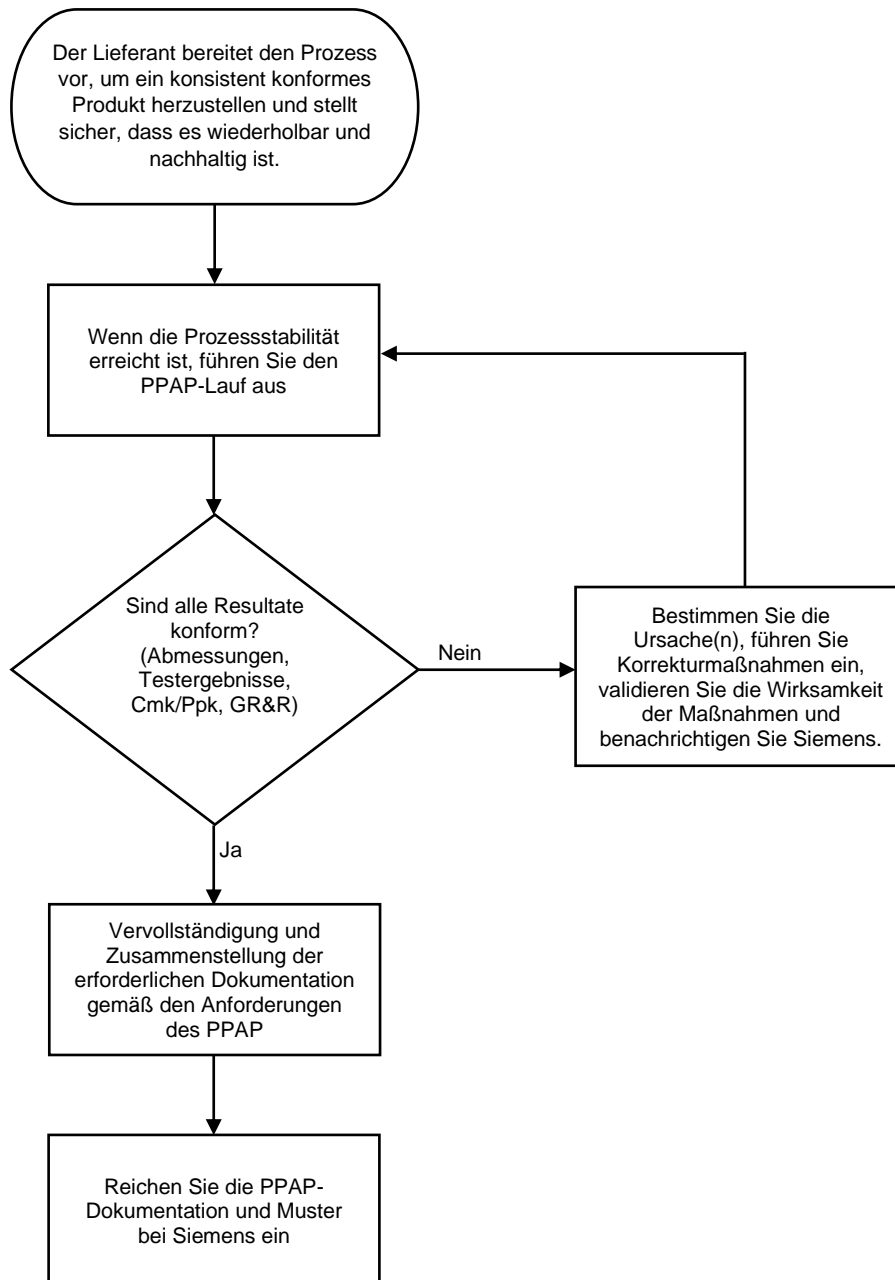 Der Lieferant bereitet den Prozess
vor, um ein konsistent konformes
Produkt herzustellen und stellt
sicher, dass es wiederholbar und
nachhaltig ist.
Wenn die Prozessstabilität
erreicht ist, führen Sie den
PPAP-Lauf aus
Sind alle Resultate
konform?
(Abmessungen,
Testergebnisse,
Cmk/Ppk, GR&R)
Nein
Bestimmen Sie die
Ursache(n), führen Sie
Korrekturmaßnahmen ein,
validieren Sie die Wirksamkeit
der Maßnahmen und
benachrichtigen Sie Siemens.
Ja
Vervollständigung und
Zusammenstellung der
erforderlichen Dokumentation
gemäß den Anforderungen
des PPAP
Reichen Sie die PPAP-
Dokumentation und Muster
bei Siemens ein